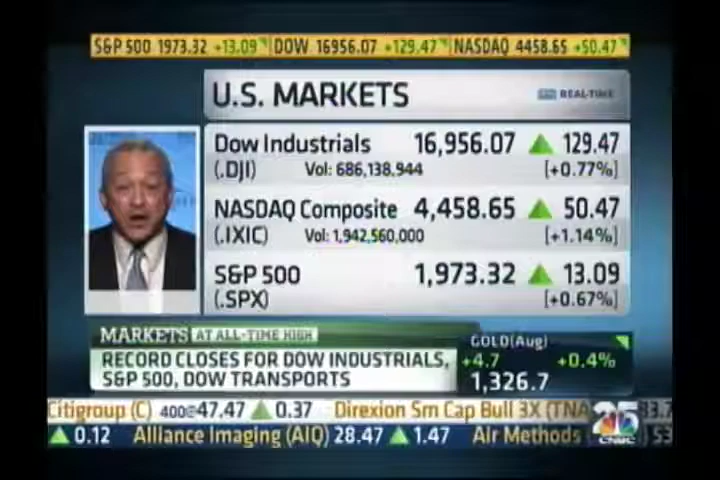 S&P 500 1973.32 +13.09 DOW 16956.07 +129.47 NASDAQ 4458.65 +50.47
U.S. MARKETS
REAL-TIME
Dow Industrials 16,956.07 129.47
(.DJI) Vol: 686,138,944 [+0.77%]
NASDAQ Composite 4,458.65 50.47
(.IXIC) Vol: 1,942,560,000 [+1.14%]
S&P 500 1,973.32 13.09
(.SPX) [+0.67%]
MARKETS AT ALL-TIME HIGH
RECORD CLOSES FOR DOW INDUSTRIALS,
S&P 500, DOW TRANSPORTS
GOLD(Aug)
+4.7 +0.4%
1,326.7
Citigroup (C) 400@47.47 0.37 Direxion Sm Cap Bull 3X (TNA
25
CNBC
0.12 Alliance Imaging (AIQ) 28.47 1.47 Air Methods 53